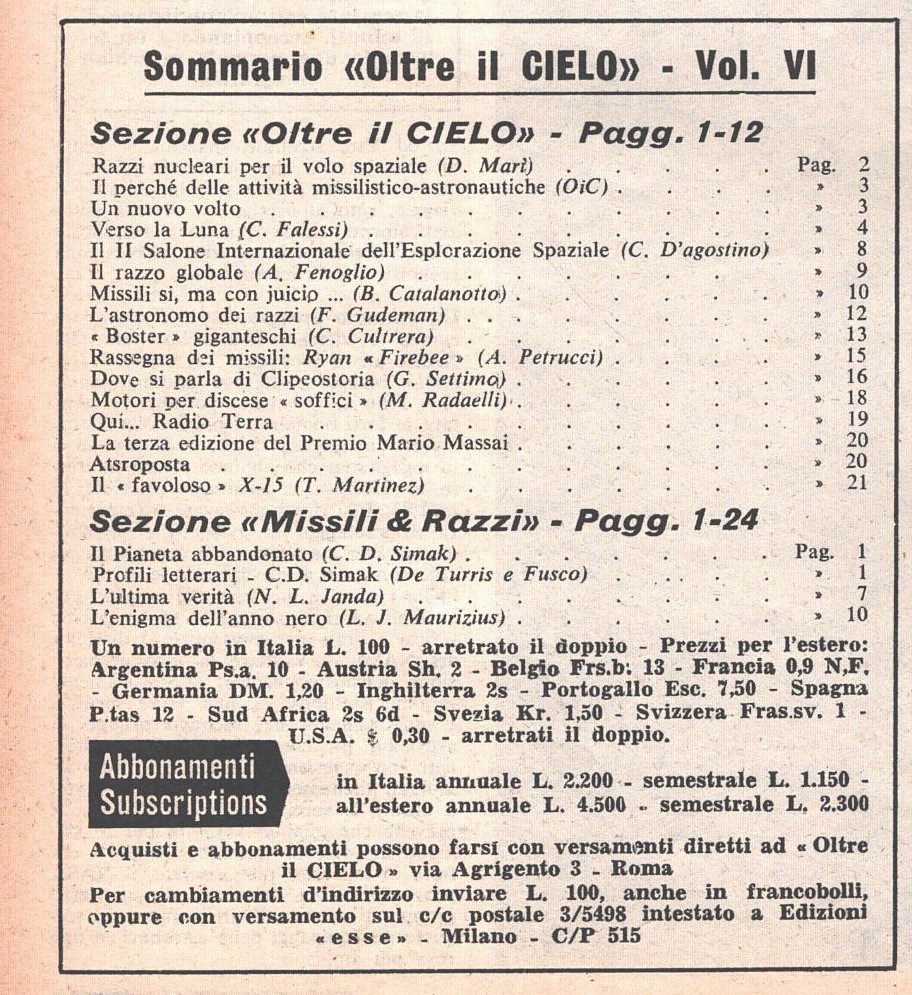 Sommario «Oltre il CIELO» - Vol. VI
Sezione «Oltre il CIELO» - Pagg. 1-12
Razzi nucleari per il volo spaziale (D. Marì) . . . . . Pag. 2
Il perché delle attività missilistico-astronautiche (OiC) . . . . » 3
Un nuovo volto . . . . . . . . . . . » 3
Verso la Luna (C. Falessi) . . . . . . . . . » 4
Il II Salone Internazionale dell'Esplorazione Spaziale (C. D'agostino) » 8
Il razzo globale (A. Fenoglio) . . . . . . . . » 9
Missili si, ma con juicio ... (B. Catalanotto) . . . . . . » 10
L'astronomo dei razzi (F. Gudeman) . . . . . . . » 12
« Boster » giganteschi (C. Cultrera) . . . . . . . » 13
Rassegna dei missili: Ryan « Firebee » (A. Petrucci) . . . . » 15
Dove si parla di Clipeostoria (G. Settimo) . . . . . . » 16
Motori per discese « soffici » (M. Radaelli) . . . . . . » 18
Qui... Radio Terra . . . . . . . . . » 19
La terza edizione del Premio Mario Massai . . . . . . » 20
Atsroposta . . . . . . . . . . . . » 20
Il « favoloso » X-15 (T. Martinez) . . . . . . . » 21
Sezione «Missili & Razzi» - Pagg. 1-24
Il Pianeta abbandonato (C. D. Simak) . . . . . . . Pag. 1
Profili letterari - C.D. Simak (De Turris e Fusco) . . . . » 1
L'ultima verità (N. L. Janda) . . . . . . . . » 7
L'enigma dell'anno nero (L. J. Maurizius) . . . . . . » 10
Un numero in Italia L. 100 - arretrato il doppio - Prezzi per l'estero:
Argentina Ps.a. 10 - Austria Sh. 2 - Belgio Frs.b. 13 - Francia 0,9 N.F.
- Germania DM. 1,20 - Inghilterra 2s - Portogallo Esc. 7,50 - Spagna
P.tas 12 - Sud Africa 2s 6d - Svezia Kr. 1,50 - Svizzera Fras.sv. 1 -
U.S.A. $ 0,30 - arretrati il doppio.
Abbonamenti
Subscriptions
in Italia annuale L. 2.200 - semestrale L. 1.150 -
all'estero annuale L. 4.500 - semestrale L. 2.300
Acquisti e abbonamenti possono farsi con versamenti diretti ad « Oltre
il CIELO » via Agrigento 3 - Roma
Per cambiamenti d'indirizzo inviare L. 100, anche in francobolli,
oppure con versamento sul c/c postale 3/5498 intestato a Edizioni
« esse » - Milano - C/P 515